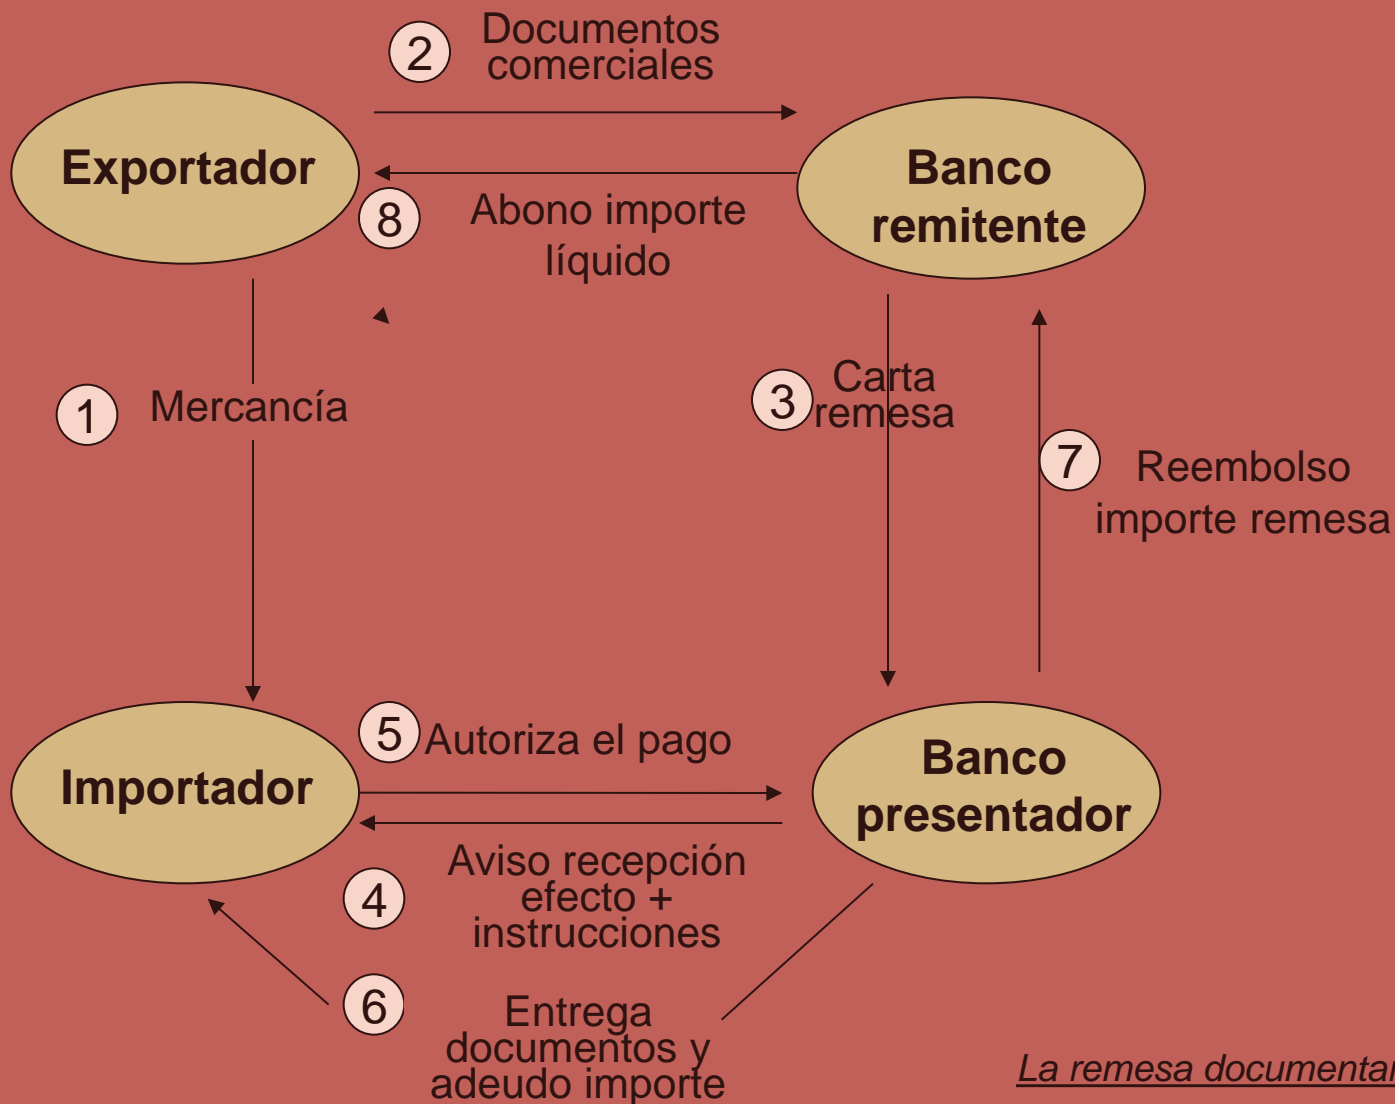 2
Documentos
comerciales
Exportador
Banco
remitente
8
Abono importe
líquido
1
Mercancía
3
Carta
remesa
7
Reembolso
importe remesa
5
Autoriza el pago
Importador
Banco
presentador
4
Aviso recepción
efecto +
instrucciones
6
Entrega
documentos y
adeudo importe
La remesa